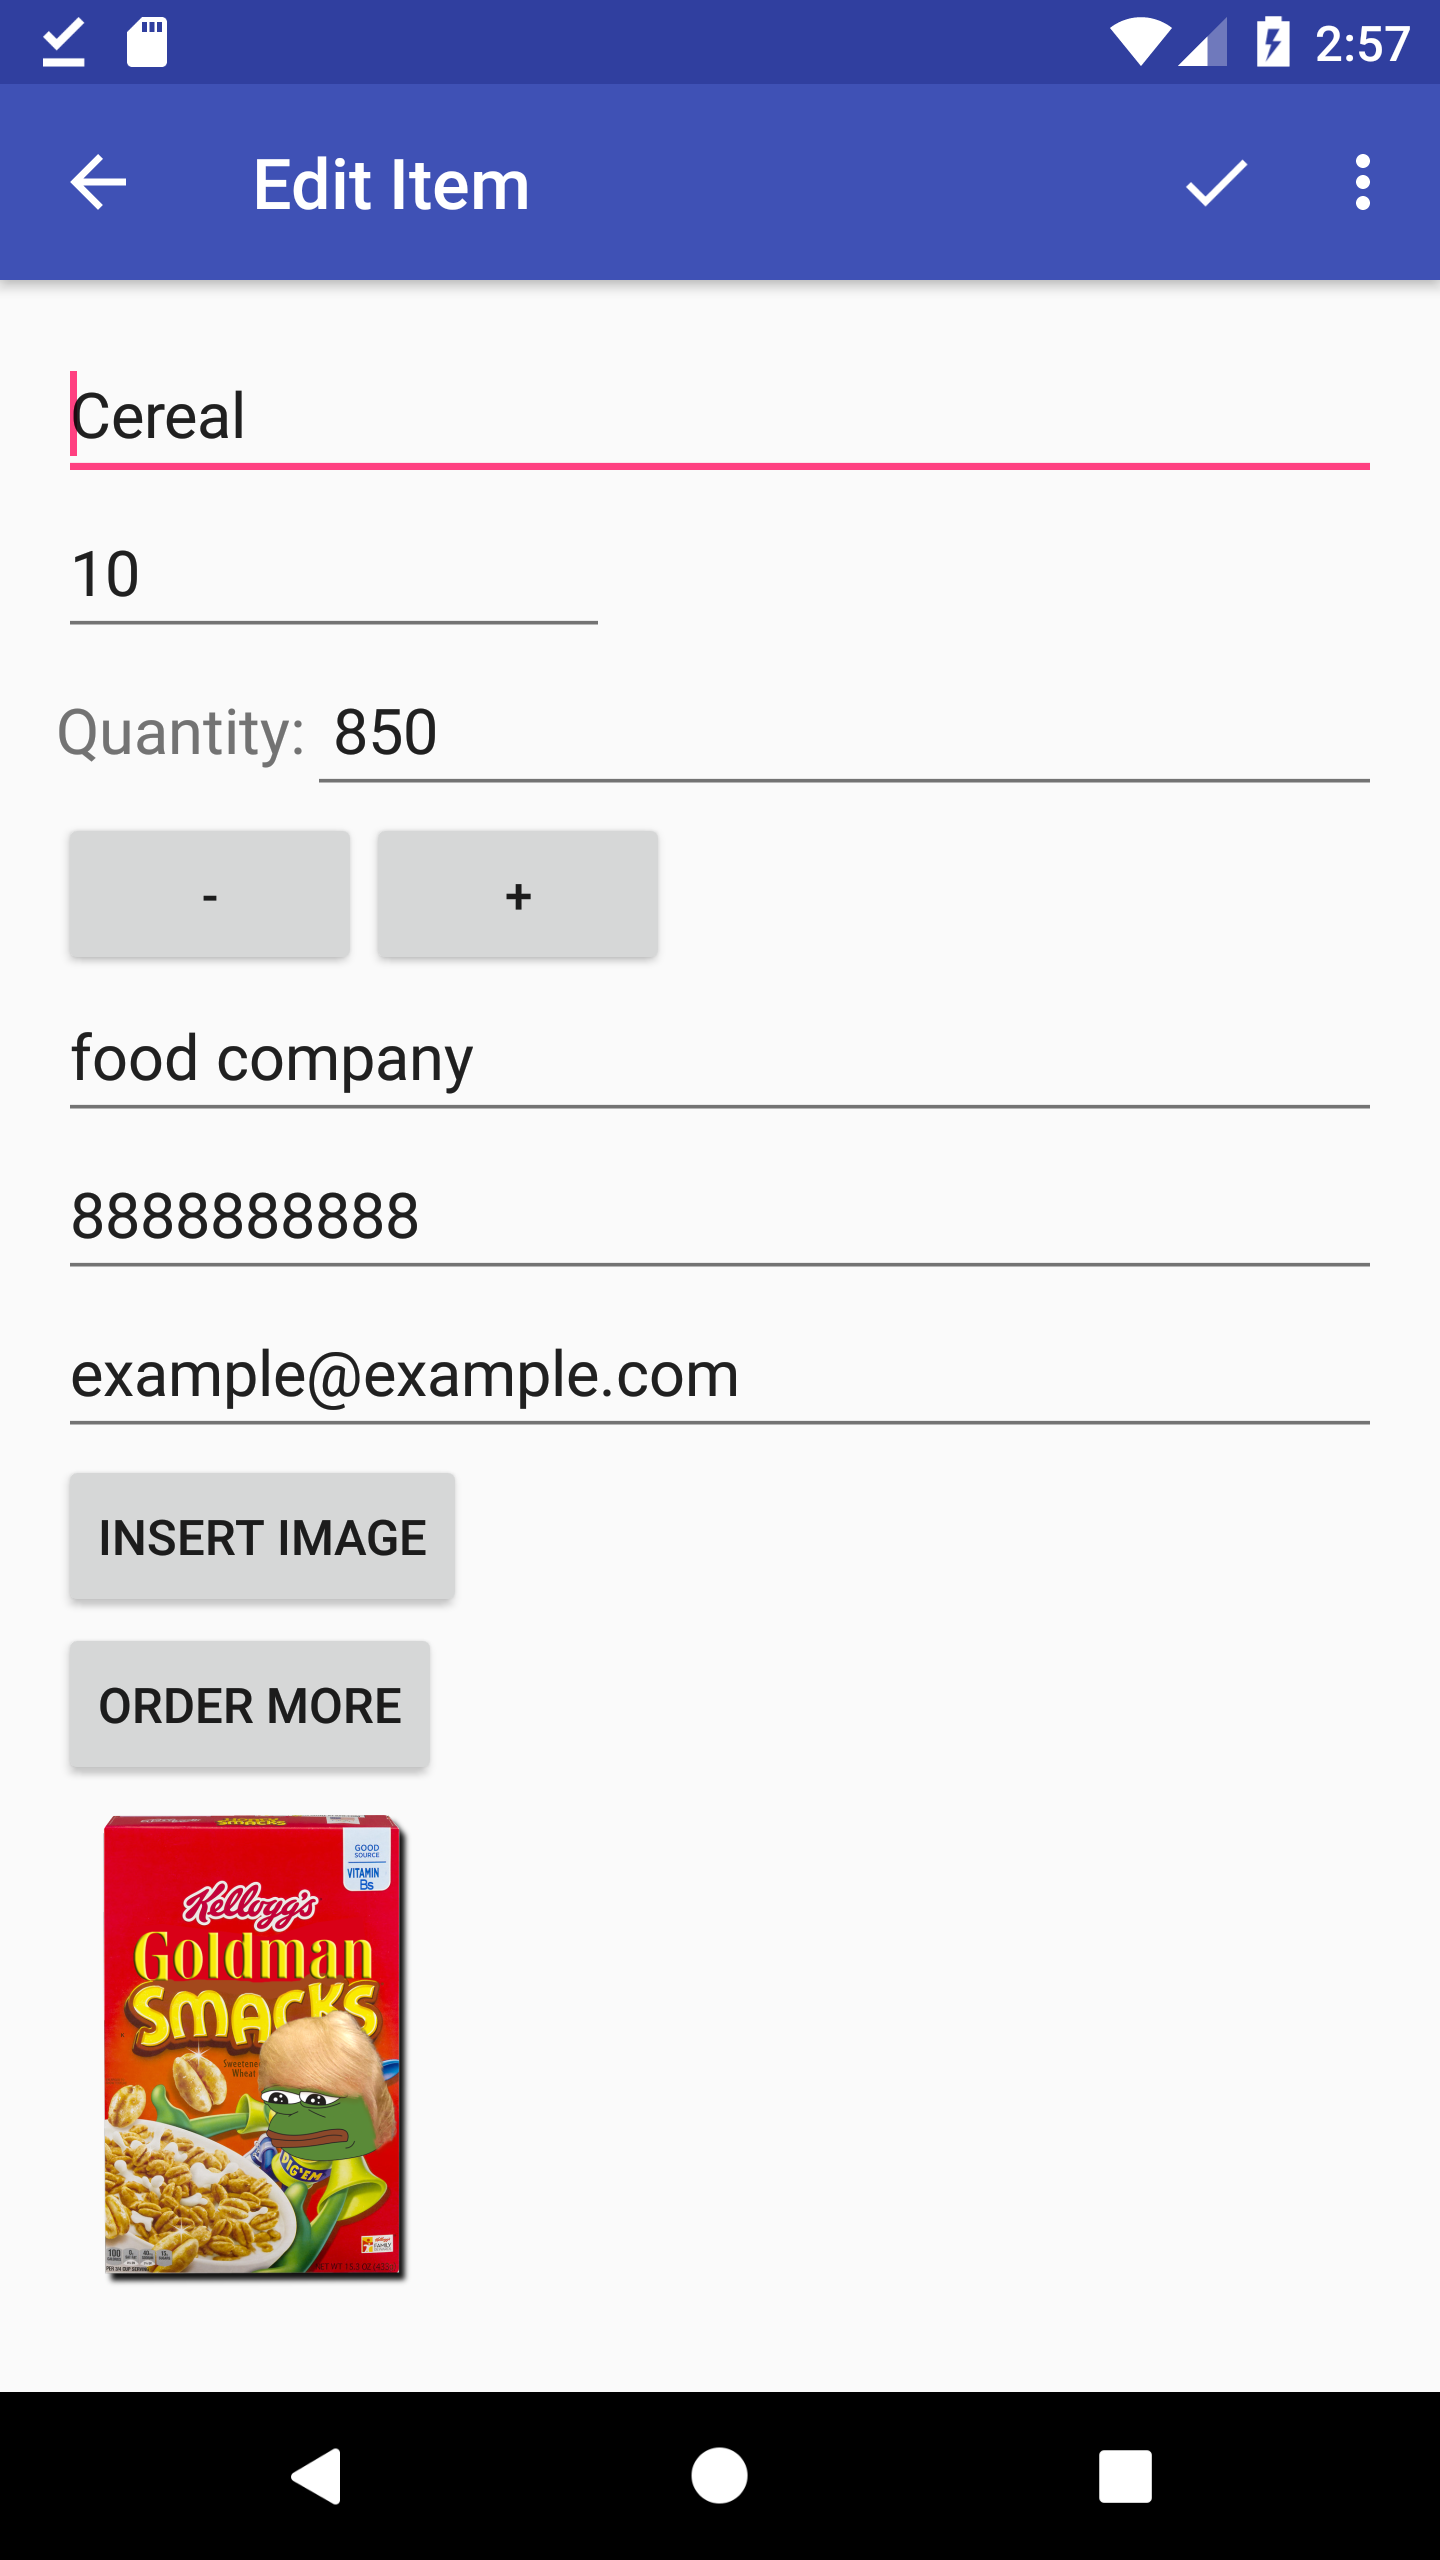 2:57
Edit Item
Cereal
10
Quantity: 850
- +
food company
8888888888
example@example.com
INSERT IMAGE
ORDER MORE
GOOD
SOURCE
VITAMIN
Bs
Kellogg's
Goldman
SMACKS
Wheat
DIG'EM